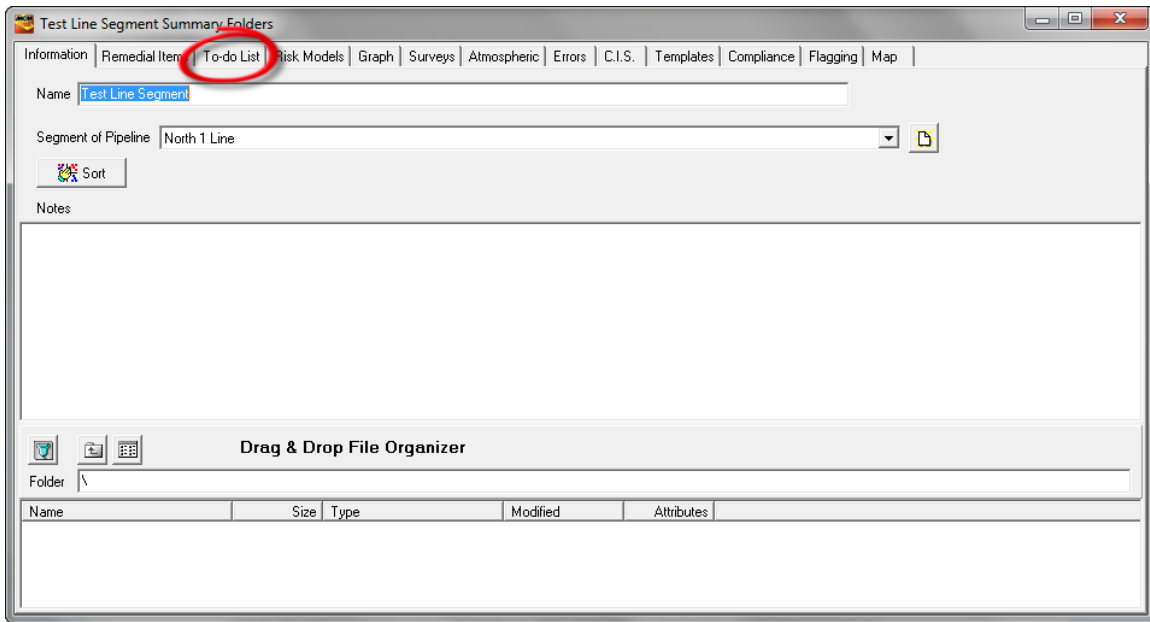 Test Line Segment Summary Folders
Information Remedial Items To-do List Risk Models Graph Surveys Atmospheric Errors C.I.S. Templates Compliance Flagging Map
Name Test Line Segment
Segment of Pipeline North 1 Line
Sort
Notes
Drag & Drop File Organizer
Folder \
Name Size Type Modified Attributes